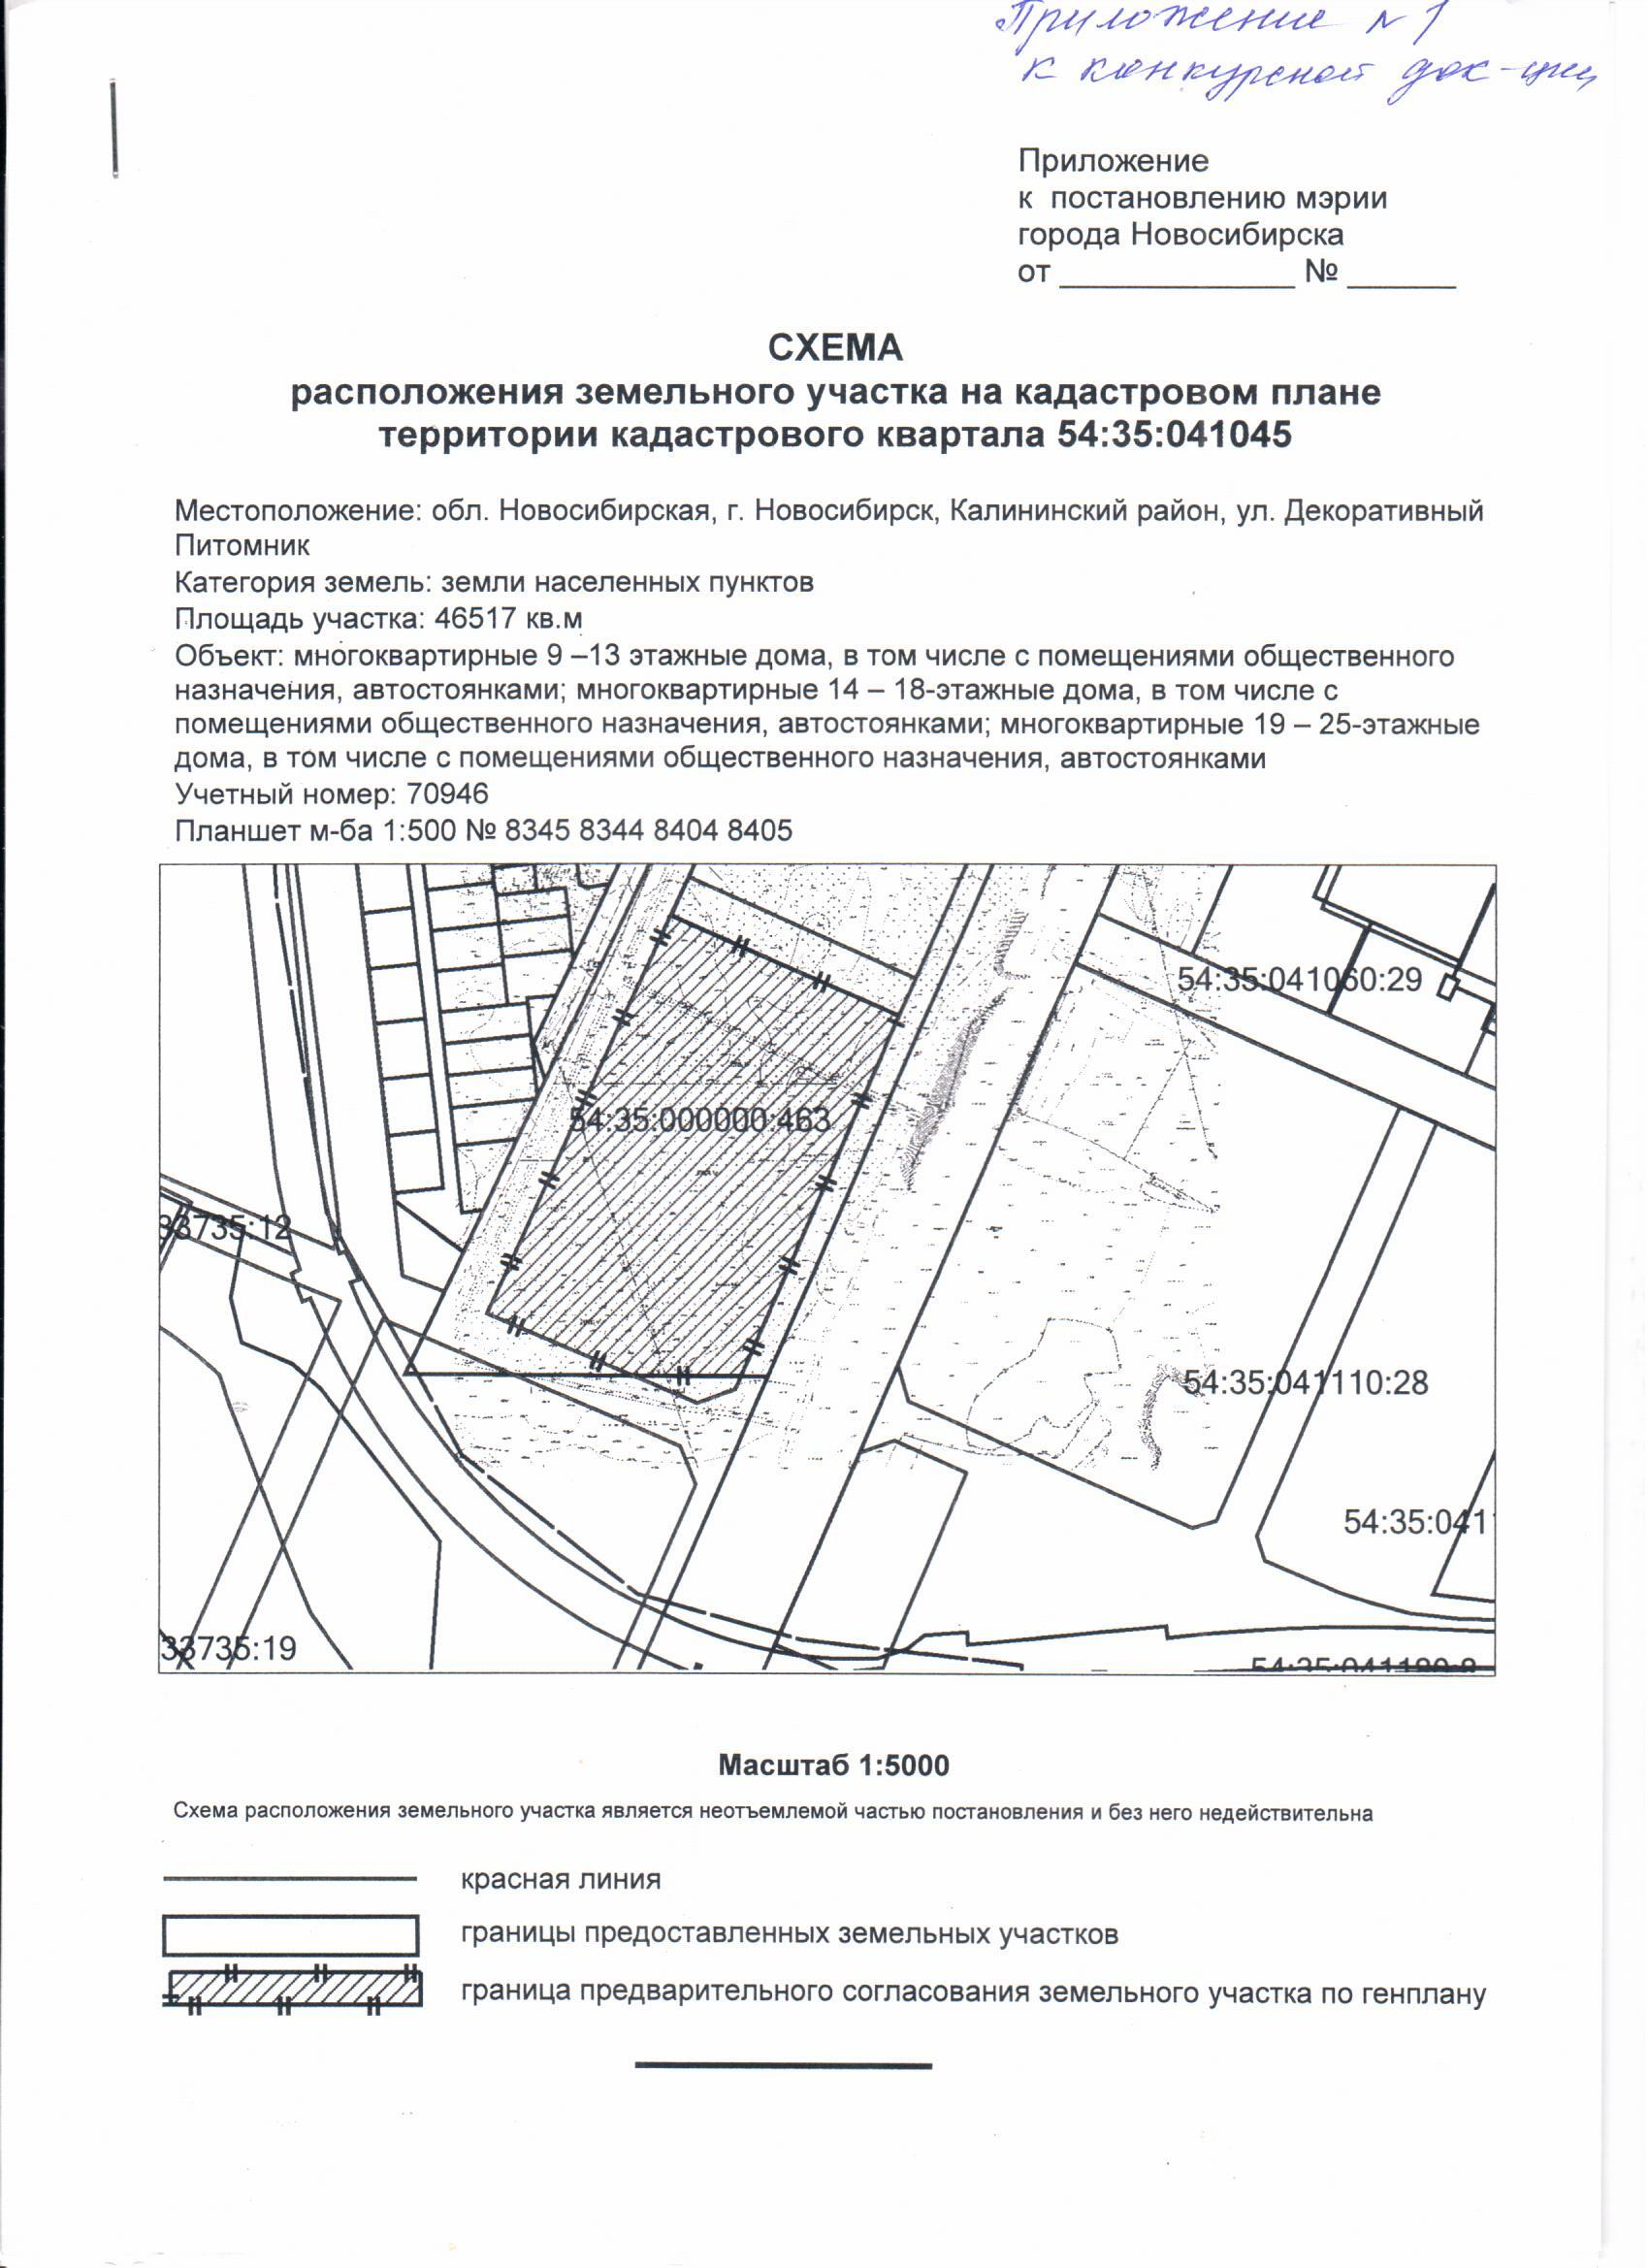 Приложение №1
к конкурсной док-ции
Приложение
к постановлению мэрии
города Новосибирска
от ______________ № ______
СХЕМА
расположения земельного участка на кадастровом плане
территории кадастрового квартала 54:35:041045
Местоположение: обл. Новосибирская, г. Новосибирск, Калининский район, ул. Декоративный
Питомник
Категория земель: земли населенных пунктов
Площадь участка: 46517 кв.м
Объект: многоквартирные 9 –13 этажные дома, в том числе с помещениями общественного
назначения, автостоянками; многоквартирные 14 – 18-этажные дома, в том числе с
помещениями общественного назначения, автостоянками; многоквартирные 19 – 25-этажные
дома, в том числе с помещениями общественного назначения, автостоянками
Учетный номер: 70946
Планшет м-ба 1:500 № 8345 8344 8404 8405
54:35:041060:29
54:35:000000:463
33735:12
54:35:041110:28
54:35:041
33735:19
54:35:041190:8
Масштаб 1:5000
Схема расположения земельного участка является неотъемлемой частью постановления и без него недействительна
красная линия
границы предоставленных земельных участков
граница предварительного согласования земельного участка по генплану